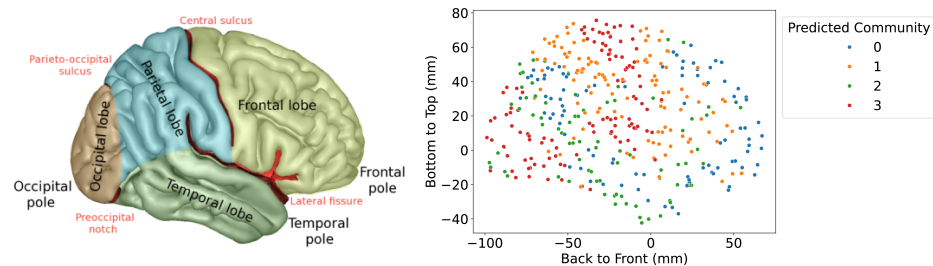 Central sulcus
Parieto-occipital
sulcus
Parietal lobe
Frontal lobe
Occipital lobe
Temporal lobe
Occipital
pole
Frontal
pole
Lateral fissure
Preoccipital
notch
Temporal
pole
80
60
40
20
0
−20
−40
Bottom to Top (mm)
−100
−50
0
50
Back to Front (mm)
Predicted Community
0
1
2
3